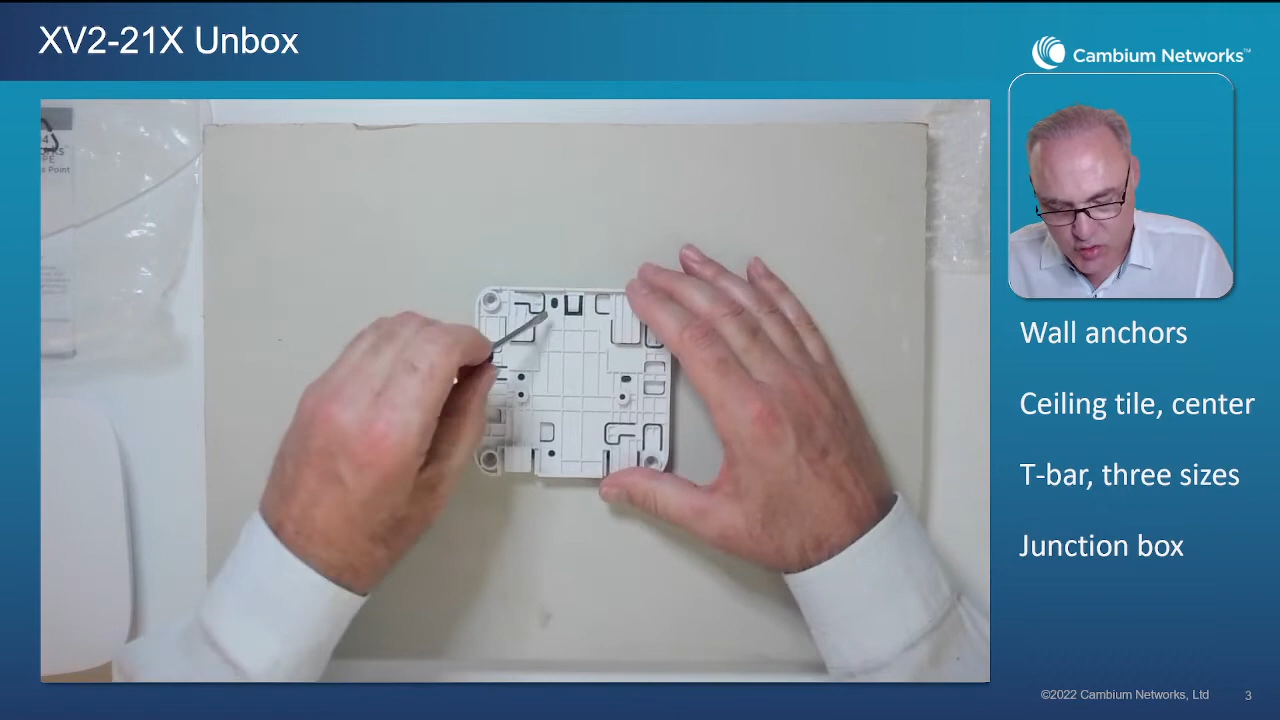 XV2-21X Unbox
Cambium Networks™
a Point
Wall anchors
Ceiling tile, center
T-bar, three sizes
Junction box
©2022 Cambium Networks, Ltd
3